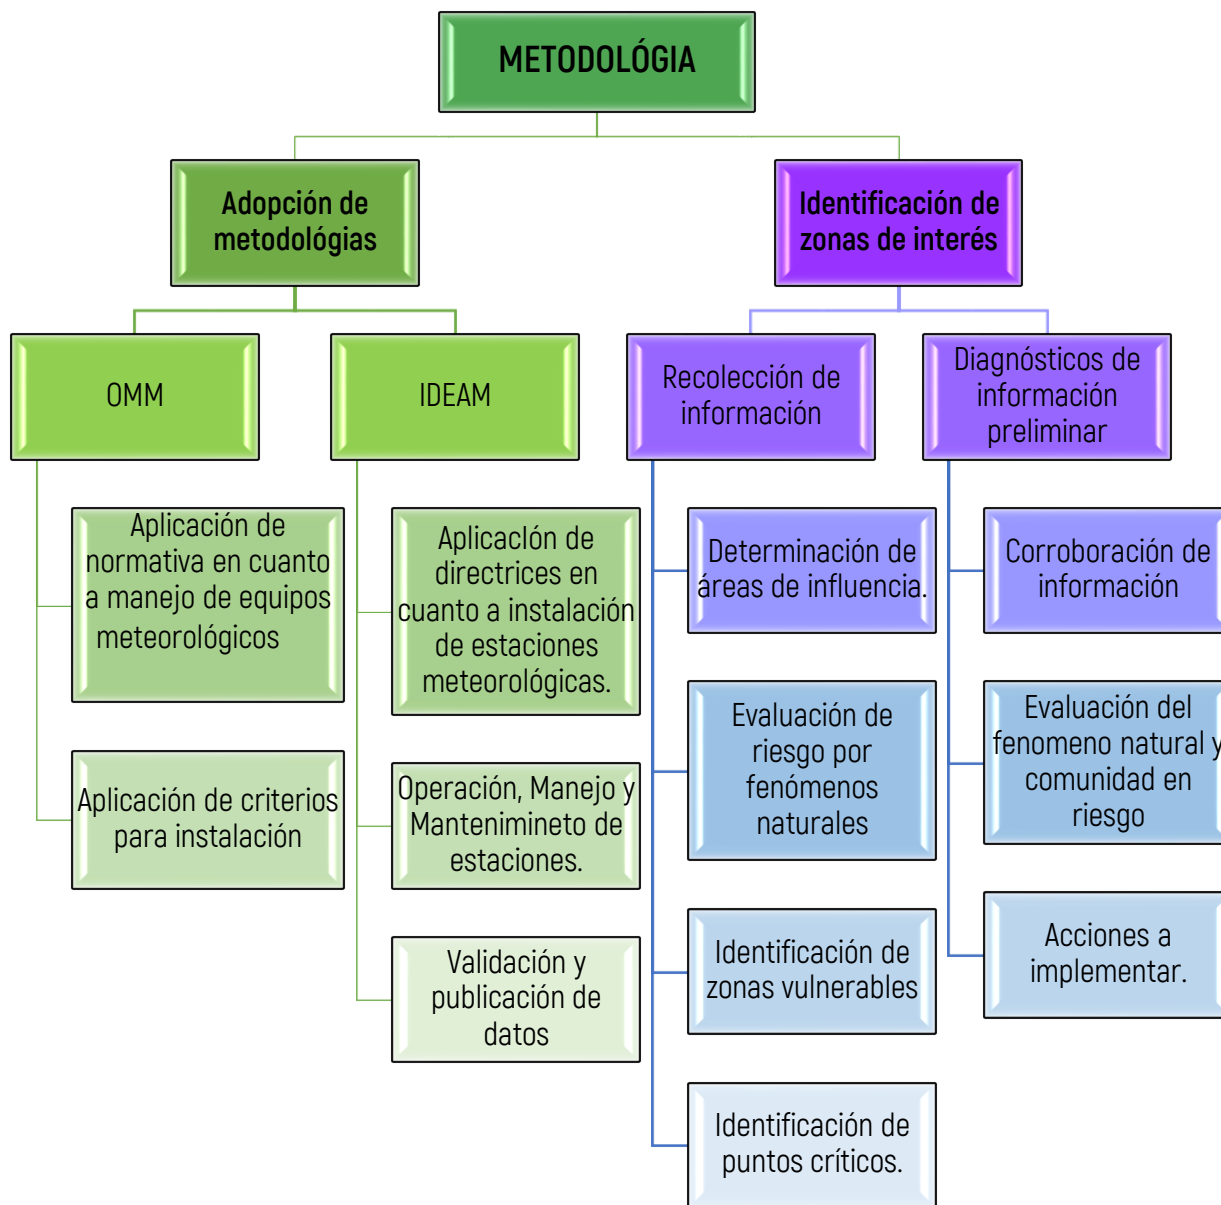 METODOLÓGIA
Adopción de
metodológias
Identificación de
zonas de interés
OMM
IDEAM
Recolección de
información
Diagnósticos de
información
preliminar
Aplicación de
normativa en cuanto
a manejo de equipos
meteorológicos
Aplicación de criterios
para instalación
Aplicaclón de
directrices en
cuanto a instalación
de estaciones
meteorológicas.
Operación, Manejo y
Mantenimineto de
estaciones.
Validación y
publicación de
datos
Determinación de
áreas de influencia.
Evaluación de
riesgo por
fenómenos
naturales
Identificación de
zonas vulnerables
Identificación de
puntos críticos.
Corroboración de
información
Evaluación del
fenomeno natural y
comunidad en
riesgo
Acciones a
implementar.